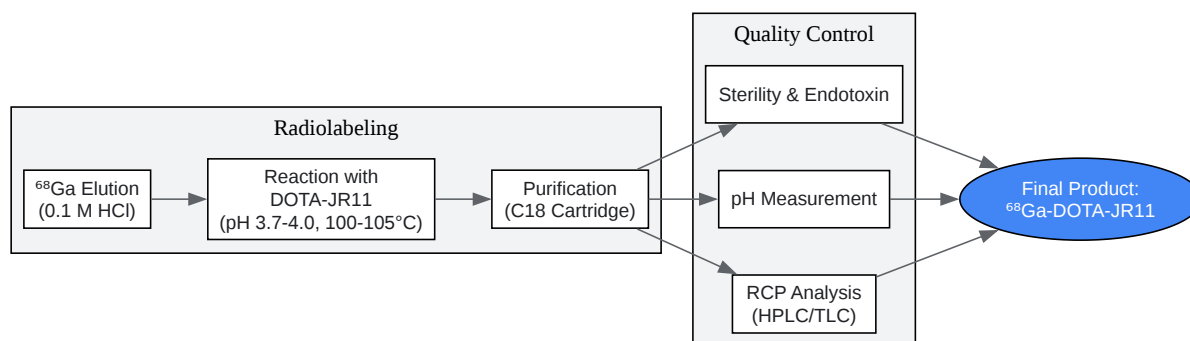 Radiolabeling
⁶⁸Ga Elution
(0.1 M HCl)
Reaction with
DOTA-JR11
(pH 3.7-4.0, 100-105°C)
Purification
(C18 Cartridge)
Quality Control
Sterility & Endotoxin
pH Measurement
RCP Analysis
(HPLC/TLC)
Final Product:
⁶⁸Ga-DOTA-JR11